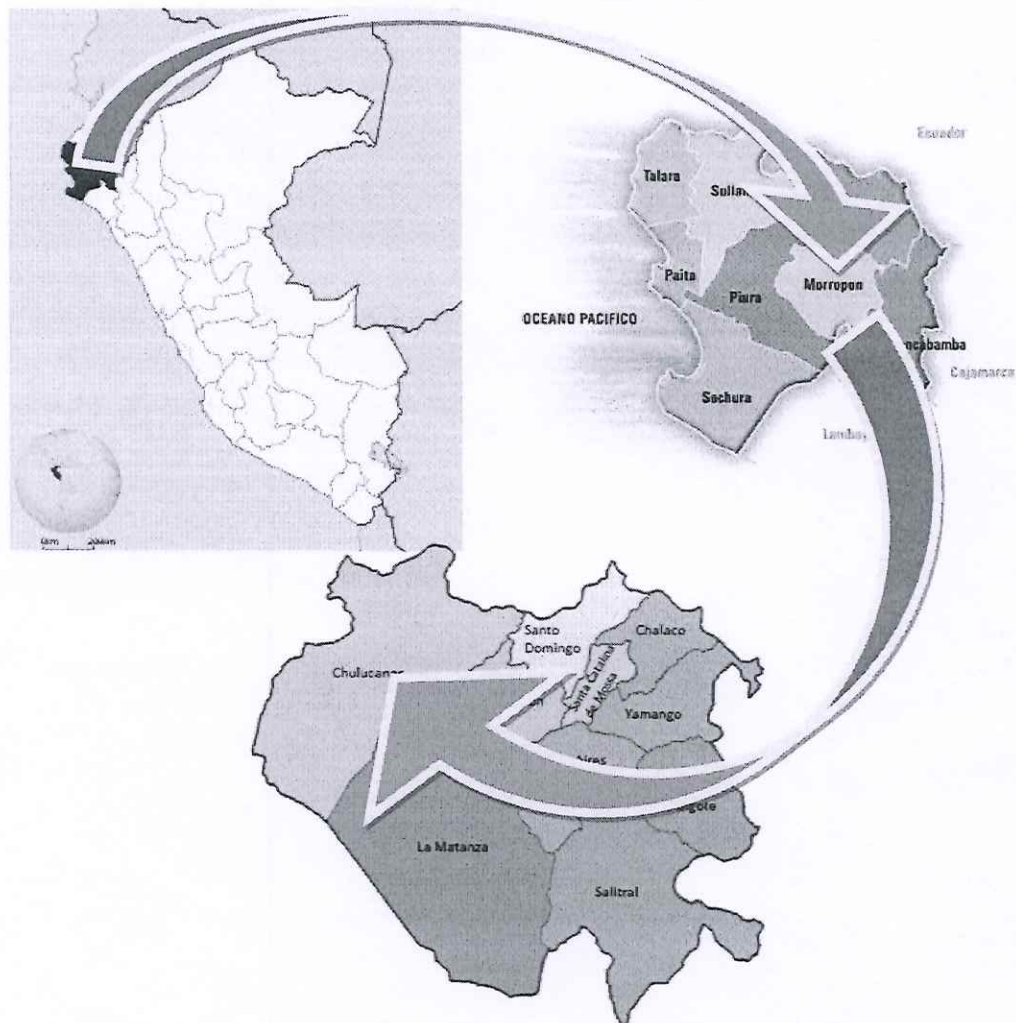 Ecuador
Talara
Paita
Piura
Morropon
OCEANO PACIFICO
Cajamarca
Sechura
Santo
Domingo
Chalaco
Santa Catalina
de Mossa
Yamango
La Matanza
Salitral